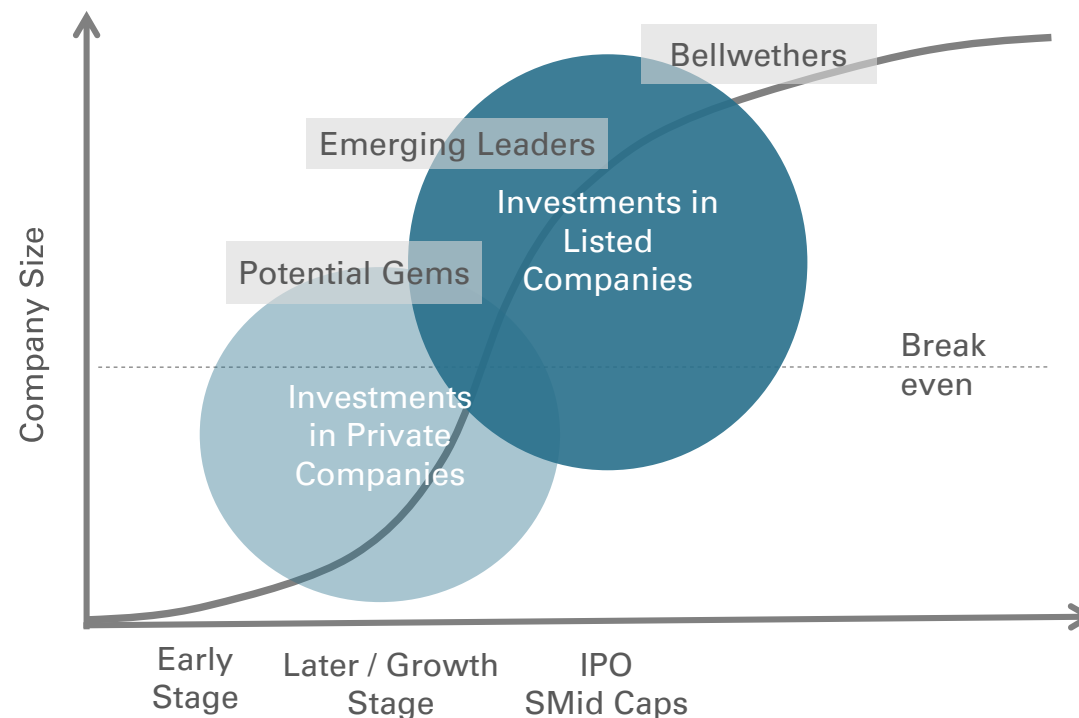 Bellwethers
Emerging Leaders
Investments in
Listed
Companies
Potential Gems
Company Size
Break
even
Investments
in Private
Companies
Early
Stage
Later / Growth
Stage
IPO
SMid Caps